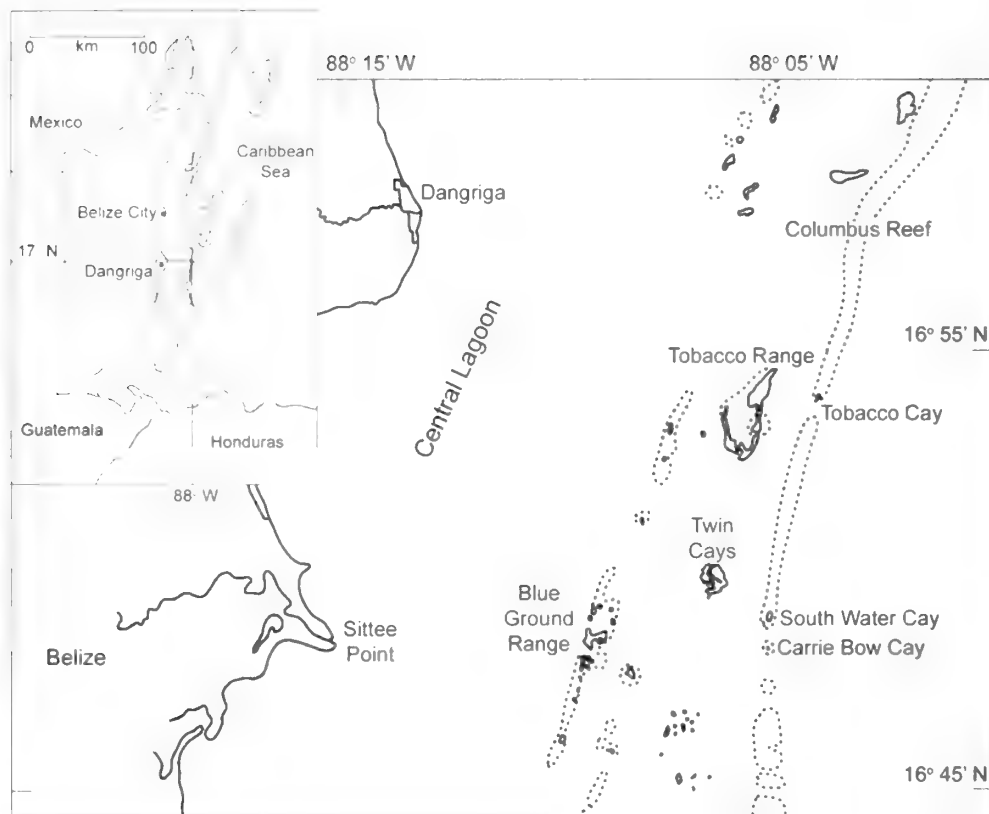 0 km 100
88° 15' W
88° 05' W
Mexico
Caribbean
Sea
Belize City
17 N
Dangriga
Guatemala
Honduras
88° W
Dangriga
Columbus Reef
Central Lagoon
16° 55' N
Tobacco Range
Tobacco Cay
Twin
Cays
Blue
Ground
Range
South Water Cay
Carrie Bow Cay
Sittee
Point
Belize
16° 45' N